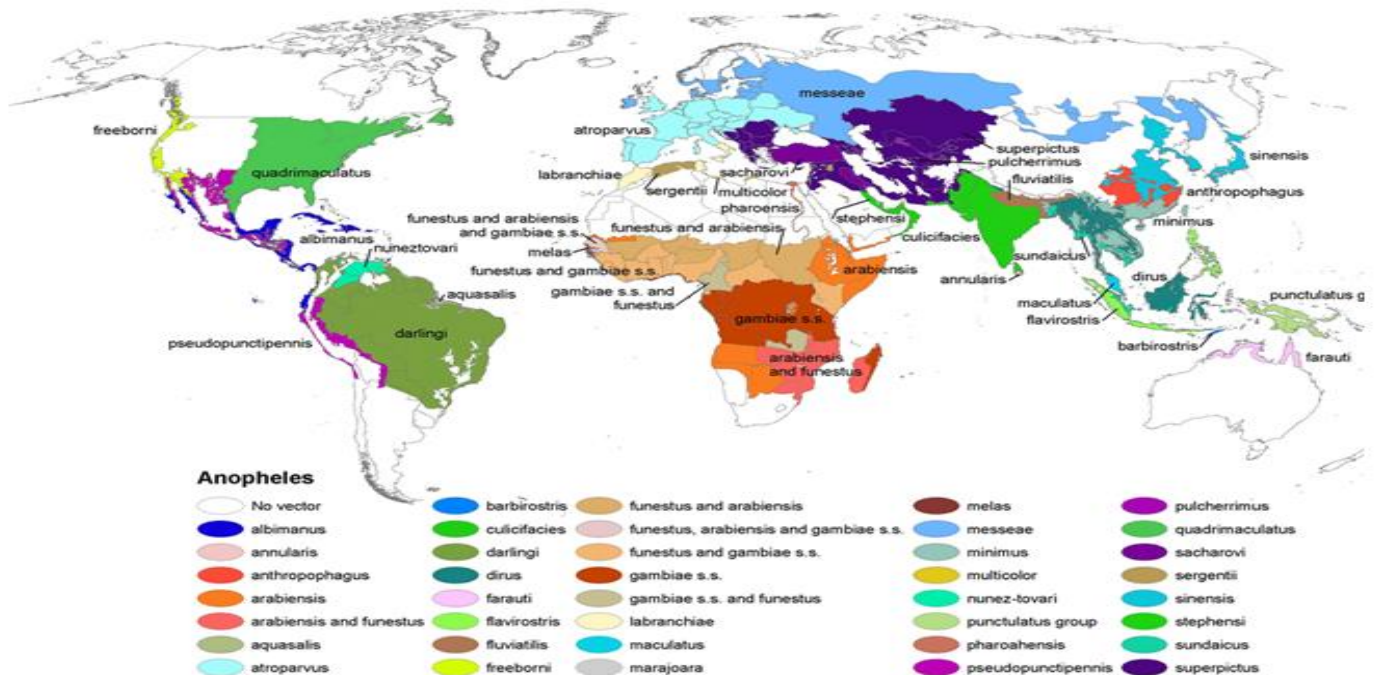 messeae
freeborni
atroparvus
superpictus
sinensis
quadrimaculatus
sacharovi
pulcherrimus
labranchiae
fluviatilis
anthropophagus
sergentii
multicolor
pharoensis
stephensi
minimus
funestus and arabiensis
and gambiae s.s.
funestus and arabiensis
albimanus
nuneztovari
culicifacies
melas
sundaicus
arabiensis
funestus and gambiae s.s.
annularis
dirus
aquasalis
gambiae s.s. and
funestus
maculatus
punctulatus g
gambiae s.s.
flavirostris
darlingi
pseudopunctipennis
barbirostris
arabiensis
and funestus
farauti
Anopheles
No vector
albimanus
annularis
anthropophagus
arabiensis
arabiensis and funestus
aquasalis
atroparvus
barbirostris
culicifacies
darlingi
dirus
farauti
flavirostris
fluviatilis
freeborni
funestus and arabiensis
funestus, arabiensis and gambiae s.s.
funestus and gambiae s.s.
gambiae s.s.
gambiae s.s. and funestus
labranchiae
maculatus
marajoara
melas
messeae
minimus
multicolor
nunez-tovari
punctulatus group
pharoahensis
pseudopunctipennis
pulcherrimus
quadrimaculatus
sacharovi
sergentii
sinensis
stephensi
sundaicus
superpictus